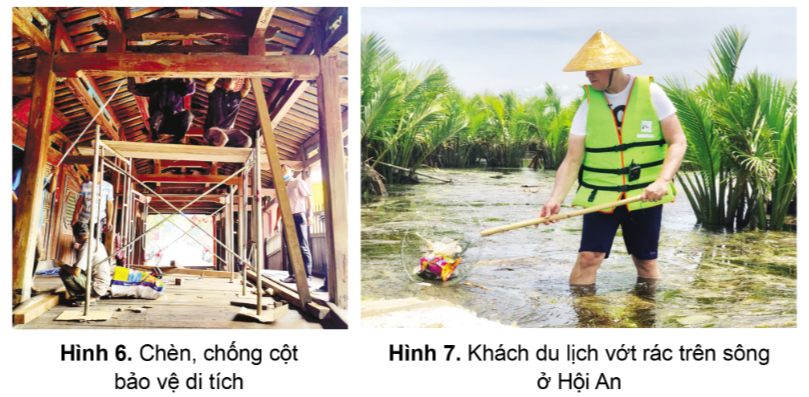 Hình 6. Chèn, chống cột
bảo vệ di tích
Hình 7. Khách du lịch vớt rác trên sông
ở Hội An